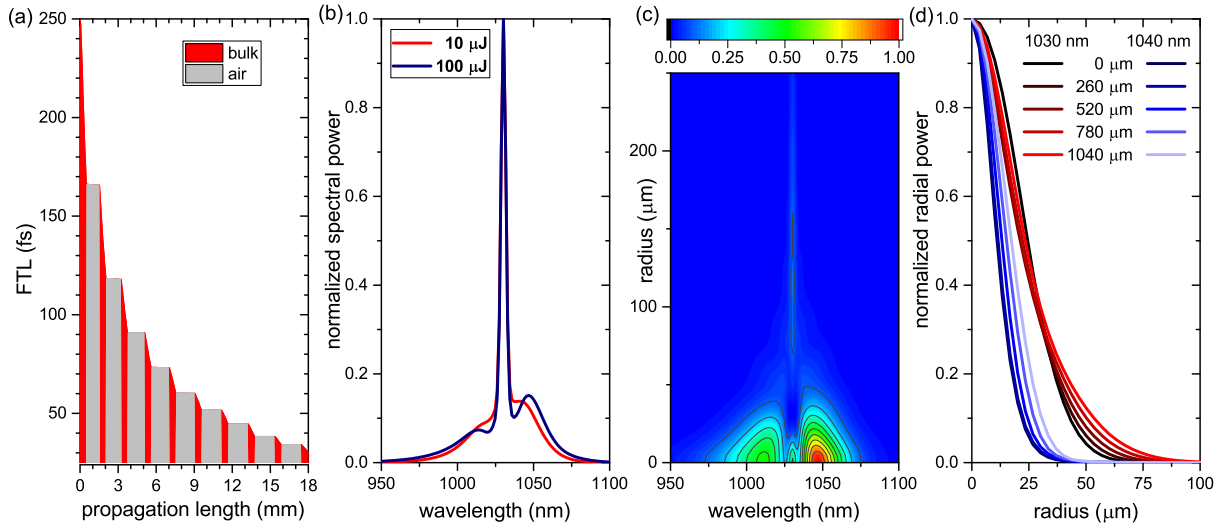 (a)
250
200
150
100
50
FTL (fs)
0 3 6 9 12 15 18
propagation length (mm)
bulk
air
(b)
1.0
0.8
0.6
0.4
0.2
0.0
normalized spectral power
950 1000 1050 1100
wavelength (nm)
10 μJ
100 μJ
(c)
0.00 0.25 0.50 0.75 1.00
200
100
0
radius (μm)
950 1000 1050 1100
wavelength (nm)
(d)
1.0
0.8
0.6
0.4
0.2
0.0
normalized radial power
0 25 50 75 100
radius (μm)
1030 nm 1040 nm
0 μm
260 μm
520 μm
780 μm
1040 μm